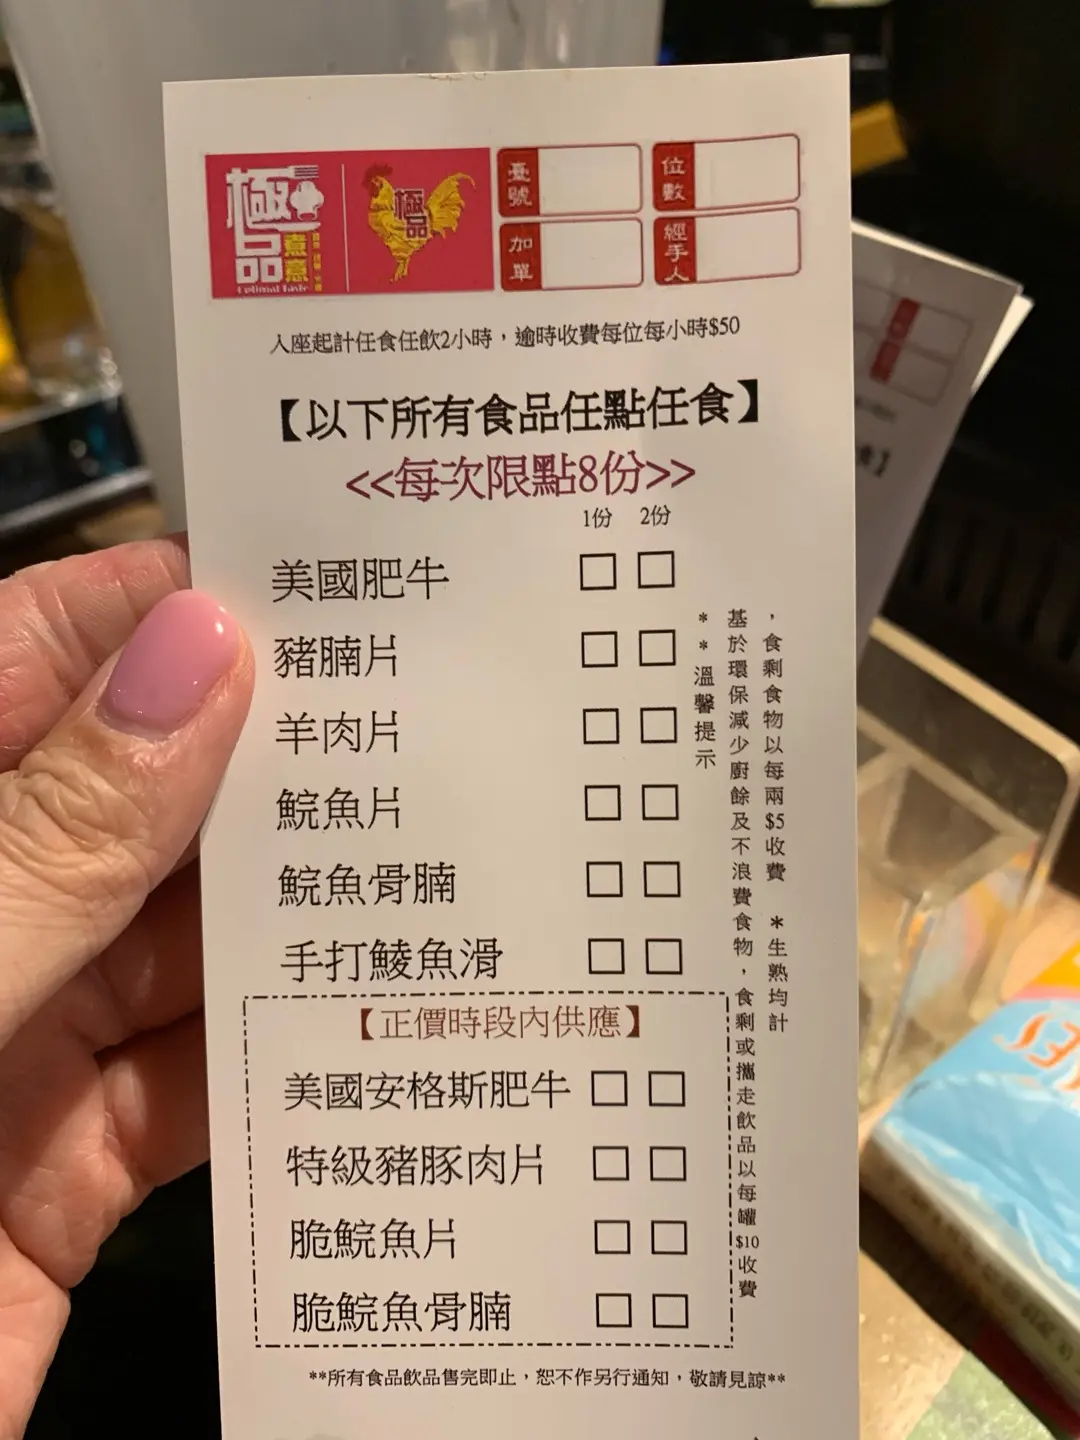 極品
煮意
極品
臺號
位數
加單
經手人
入座起計任食任飲2小時，逾時收費每位每小時$50
【以下所有食品任點任食】
<<每次限點8份>>
1份 2份
美國肥牛
豬腩片
羊肉片
鯇魚片
鯇魚骨腩
手打鯪魚滑
【正價時段內供應】
美國安格斯肥牛
特級豬豚肉片
脆鯇魚片
脆鯇魚骨腩
**溫馨提示
基於環保減少廚餘及不浪費食物，食剩或攜走飲品以每罐$10收費
，食剩食物以每兩$5收費 *生熟均計
**所有食品飲品售完即止，恕不作另行通知，敬請見諒**